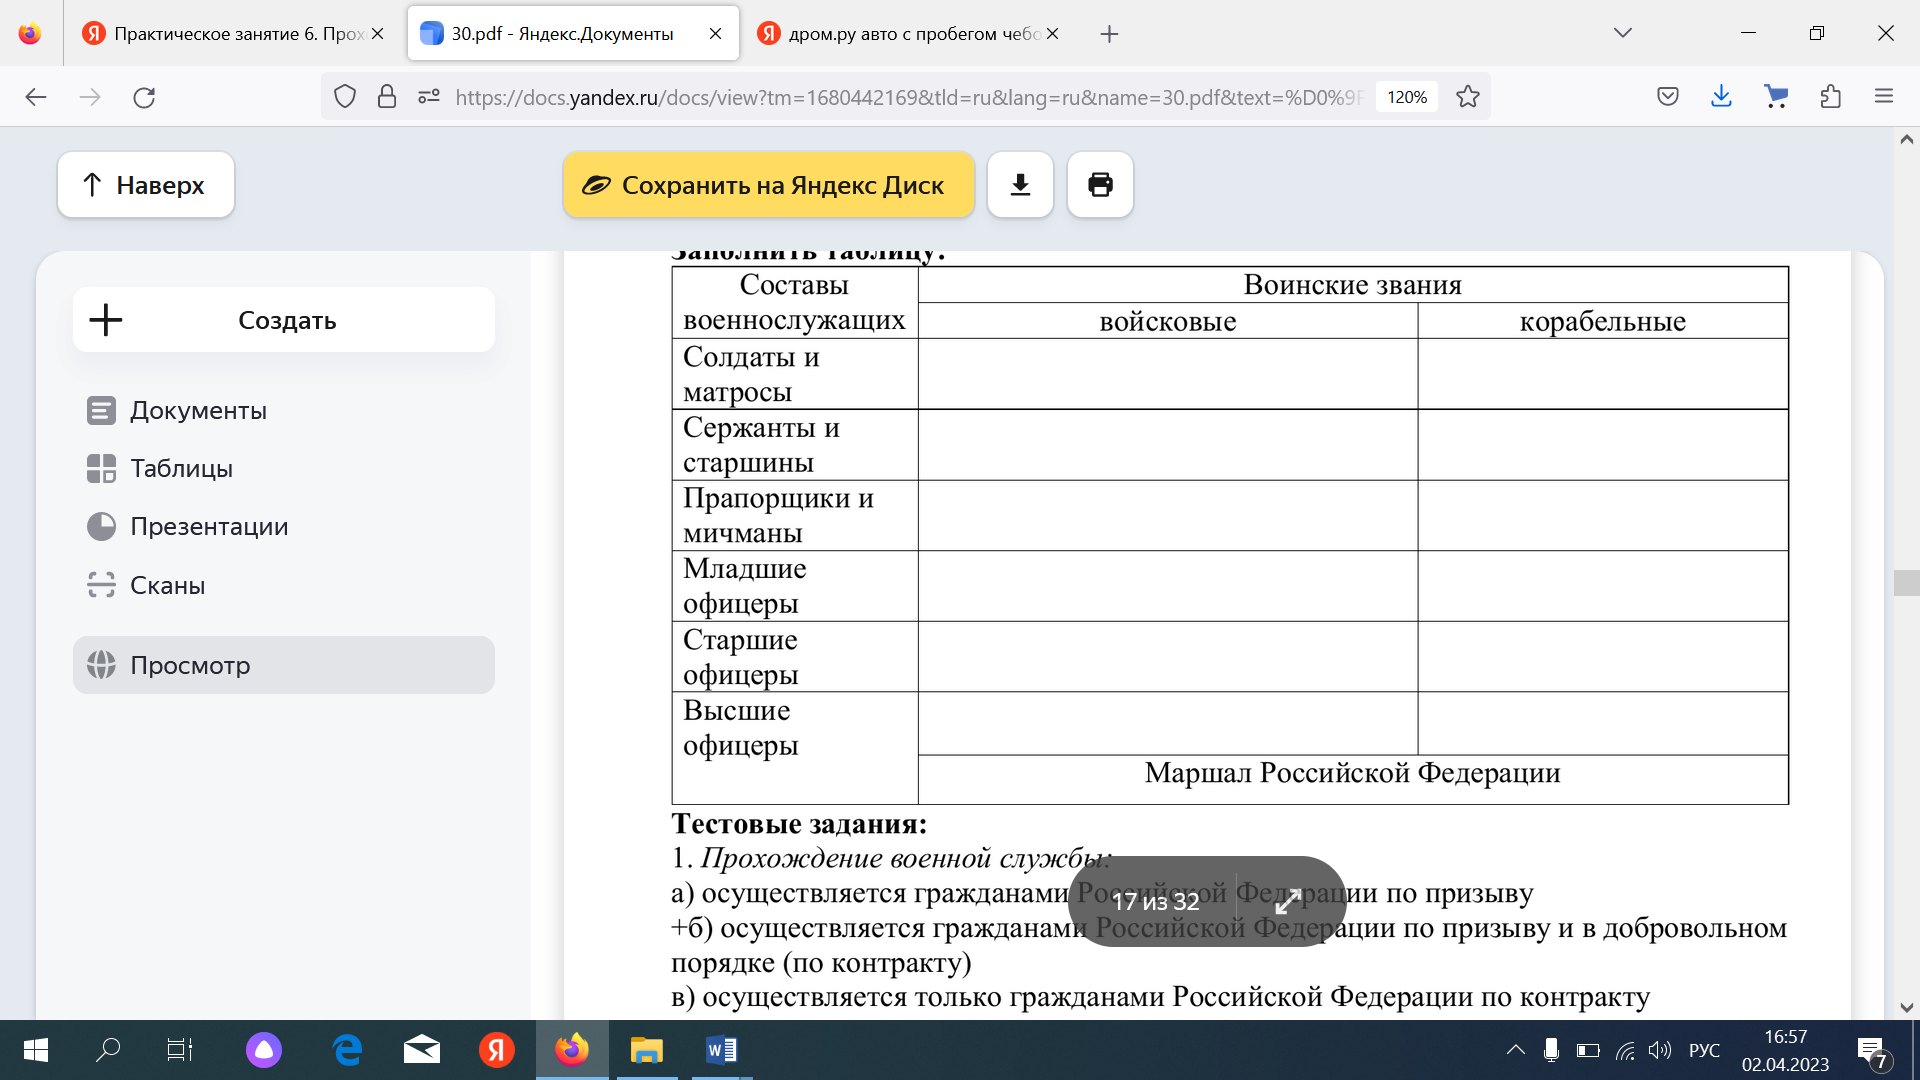 Практическое занятие 6. Прох
30.pdf - Яндекс.Документы
дром.ру авто с пробегом чебо
https://docs.yandex.ru/docs/view?tm=1680442169&tld=ru&lang=ru&name=30.pdf&text=%D0%9F
120%
Наверх
Сохранить на Яндекс Диск
Создать
Документы
Таблицы
Презентации
Сканы
Просмотр
Заполнить таблицу:
Составы военнослужащих
Воинские звания
войсковые
корабельные
Солдаты и
матросы
Сержанты и
старшины
Прапорщики и
мичманы
Младшие
офицеры
Старшие
офицеры
Высшие
офицеры
Маршал Российской Федерации
Тестовые задания:
1. Прохождение военной службы:
а) осуществляется гражданами Российской Федерации по призыву
+б) осуществляется гражданами Российской Федерации по призыву и в добровольном
порядке (по контракту)
в) осуществляется только гражданами Российской Федерации по контракту
17 из 32
РУС
16:57
02.04.2023
7